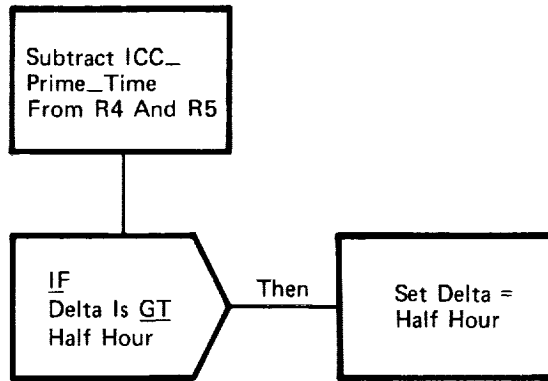 Subtract ICC_
Prime_Time
From R4 And R5
IF
Delta Is GT
Half Hour
Then
Set Delta =
Half Hour